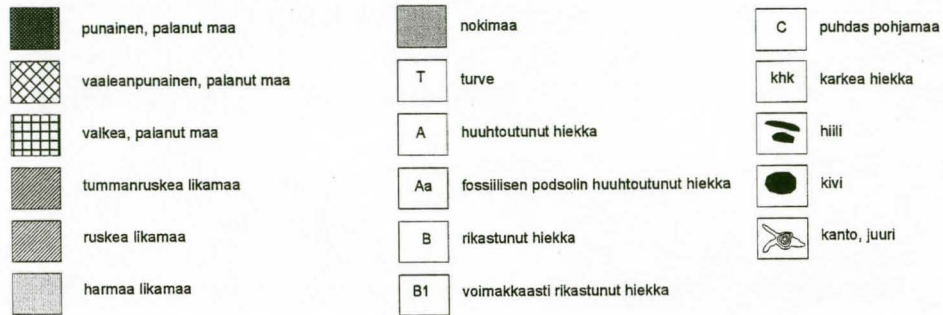 punainen, palanut maa
vaaleanpunainen, palanut maa
valkea, palanut maa
tummanruskea likamaa
ruskea likamaa
harmaa likamaa
nokimaa
T turve
A huuhtoutunut hiekka
Aa fossiilisen podsolin huuhtoutunut hiekka
B rikastunut hiekka
B1 voimakkaasti rikastunut hiekka
C puhdas pohjamaa
khk karkea hiekka
hiili
kivi
kanto, juuri